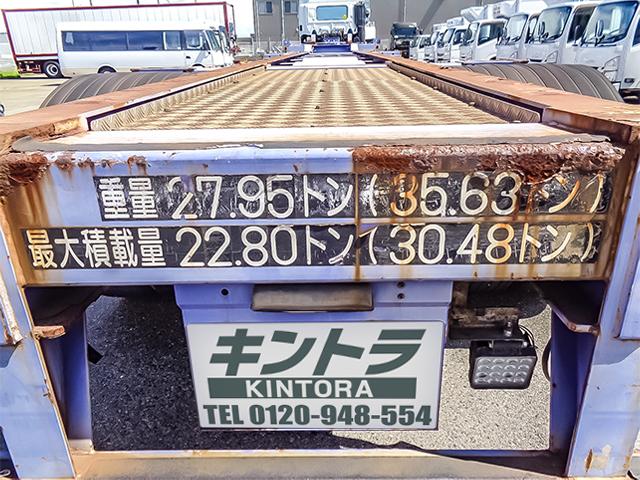 重量 27.95トン(35.63トン)
最大積載量 22.80トン(30.48トン)
キントラ
KINTORA
TEL 0120-948-554